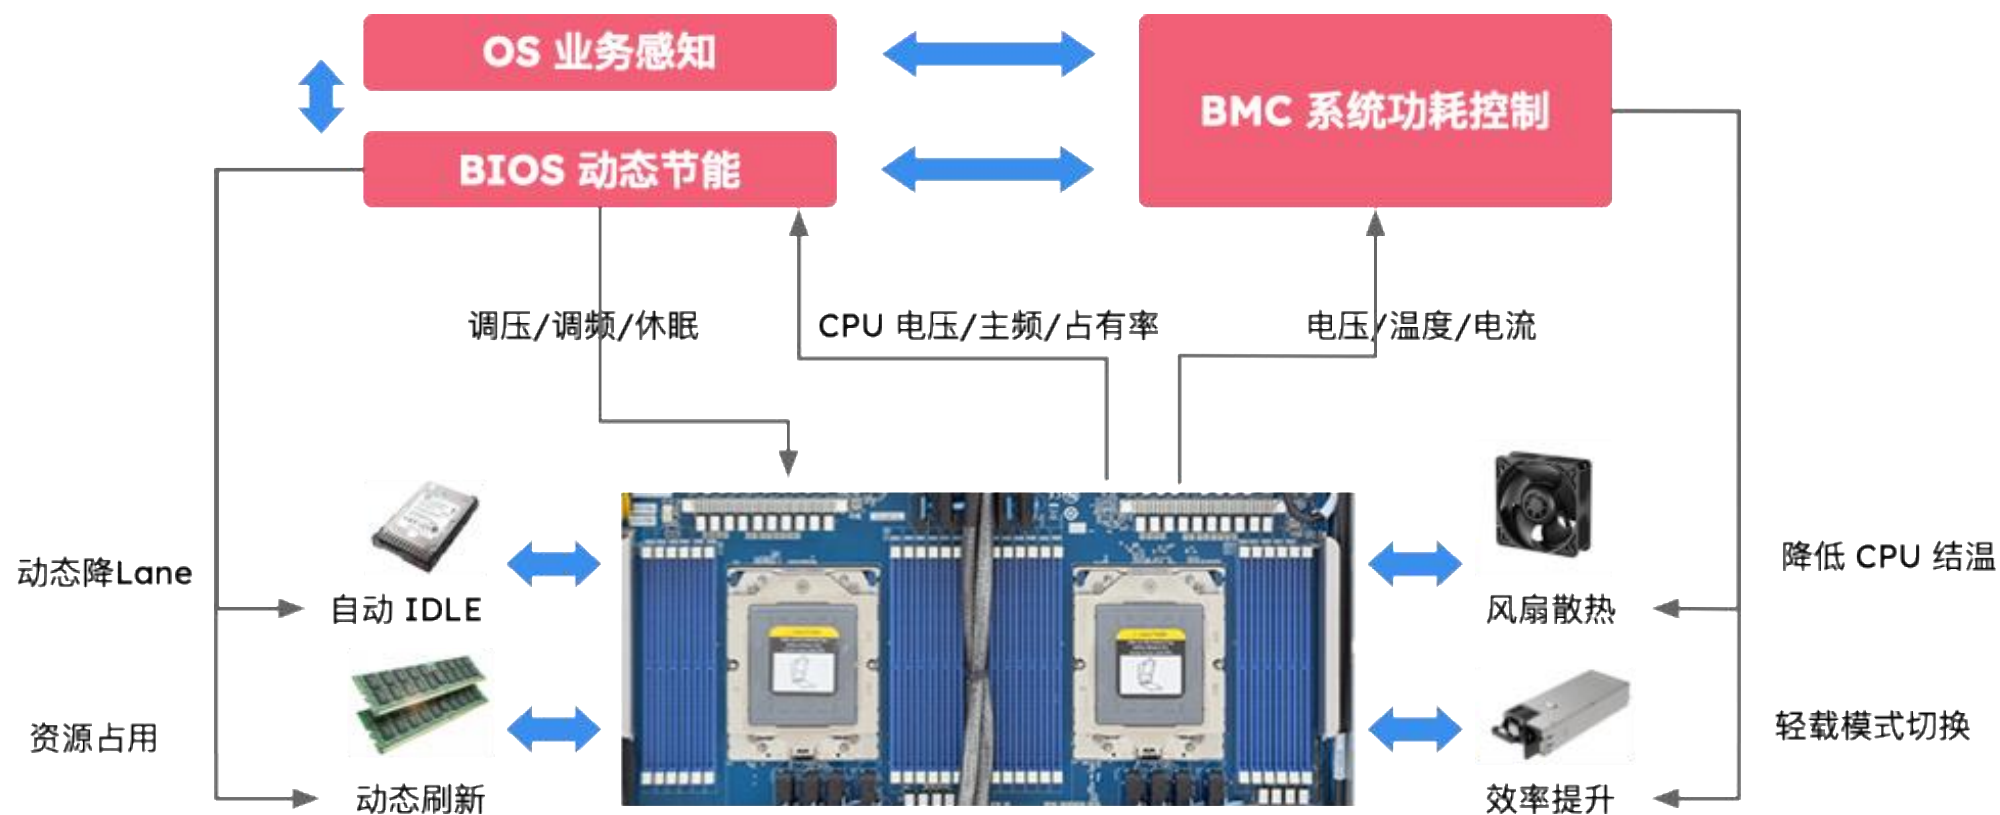 OS 业务感知
BMC 系统功耗控制
BIOS 动态节能
调压/调频/休眠
CPU 电压/主频/占有率
电压/温度/电流
动态降Lane
自动 IDLE
风扇散热
降低 CPU 结温
资源占用
动态刷新
轻载模式切换
效率提升